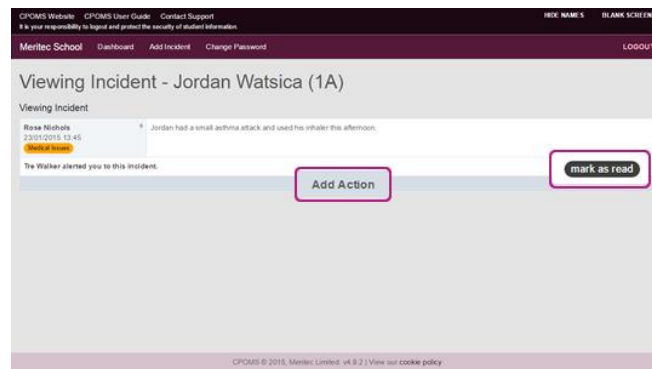 CPOMS Website CPOMS User Guide Contact Support HIDE NAMES BLANK SCREEN
It is your responsibility to logout and protect the security of student information.
Meritec School Dashboard Add Incident Change Password LOGOUT
Viewing Incident - Jordan Watsica (1A)
Viewing Incident
Rose Nichols Jordan had a small asthma attack and used his inhaler this afternoon.
23/01/2015 13:45
Medical Issues
Tre Walker alerted you to this incident.
mark as read
Add Action
CPOMS © 2015, Meritec Limited. v4.9.2 | View our cookie policy